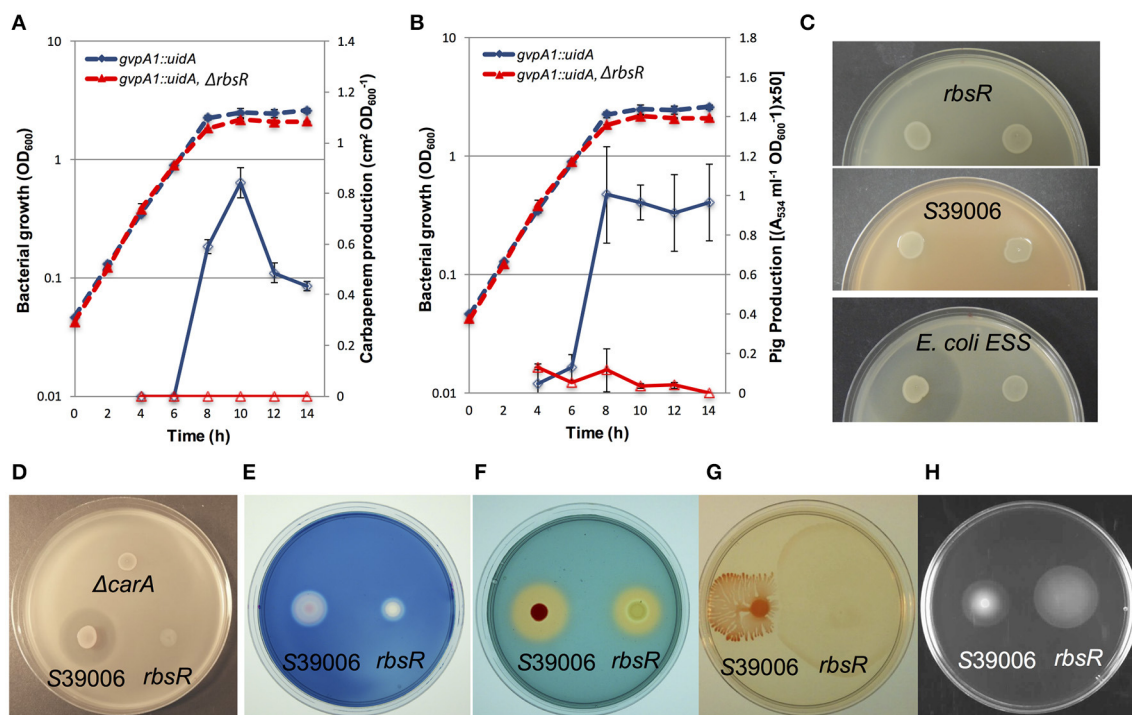 A
B
C
gvpA1::uidA
gvpA1::uidA, ΔrbsR
10
1
0.1
0.01
Bacterial growth (OD600)
1.4
1.2
1
0.8
0.6
0.4
0.2
0
Carbapenem production (cm² OD600⁻¹)
0 2 4 6 8 10 12 14
Time (h)
gvpA1::uidA
gvpA1::uidA, ΔrbsR
10
1
0.1
0.01
Bacterial growth (OD600)
1.8
1.6
1.4
1.2
1
0.8
0.6
0.4
0.2
0
Pig Production [(A534 ml⁻¹ OD600⁻¹)x50]
0 2 4 6 8 10 12 14
Time (h)
rbsR
S39006
E. coli ESS
D
E
F
G
H
ΔcarA
S39006 rbsR
S39006 rbsR
S39006 rbsR
S39006 rbsR
S39006 rbsR